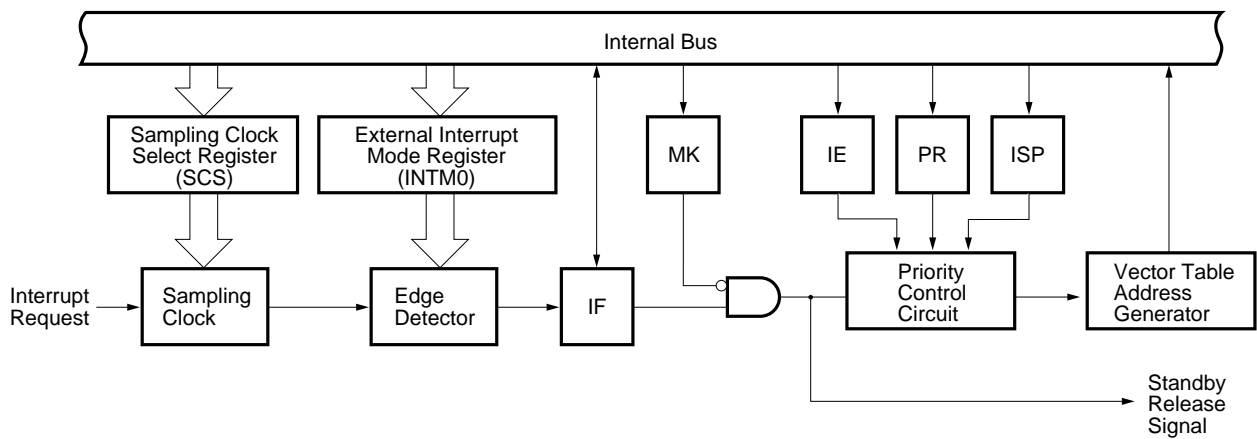 Internal Bus
Sampling Clock
Select Register
(SCS)
External Interrupt
Mode Register
(INTM0)
MK
IE
PR
ISP
Interrupt
Request
Sampling
Clock
Edge
Detector
IF
Priority
Control
Circuit
Vector Table
Address
Generator
Standby
Release
Signal